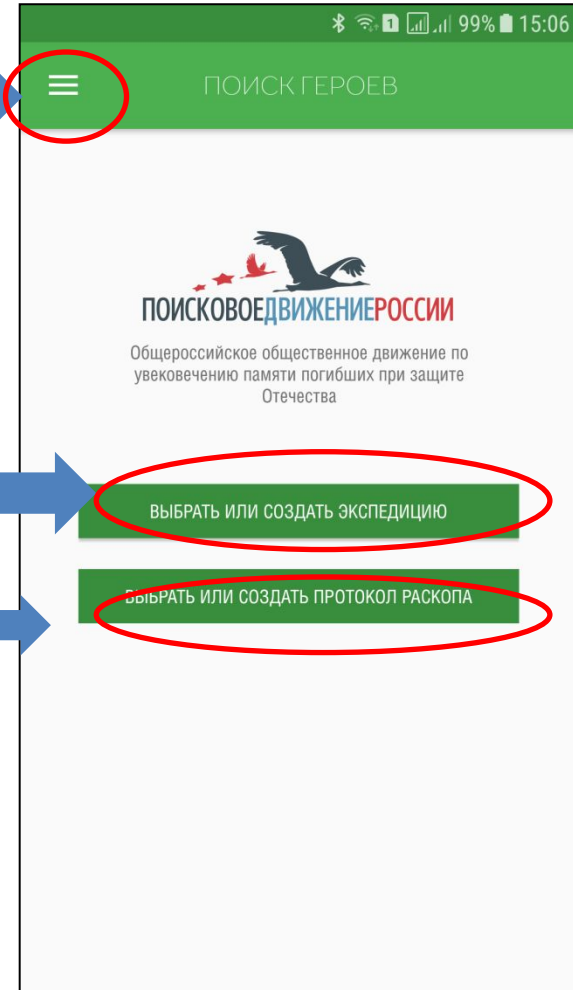 1 99% 15:06
ПОИСК ГЕРОЕВ
ПОИСКОВОЕДВИЖЕНИЕРОССИИ
Общероссийское общественное движение по
увековечению памяти погибших при защите
Отечества
ВЫБРАТЬ ИЛИ СОЗДАТЬ ЭКСПЕДИЦИЮ
ВЫБРАТЬ ИЛИ СОЗДАТЬ ПРОТОКОЛ РАСКОПА